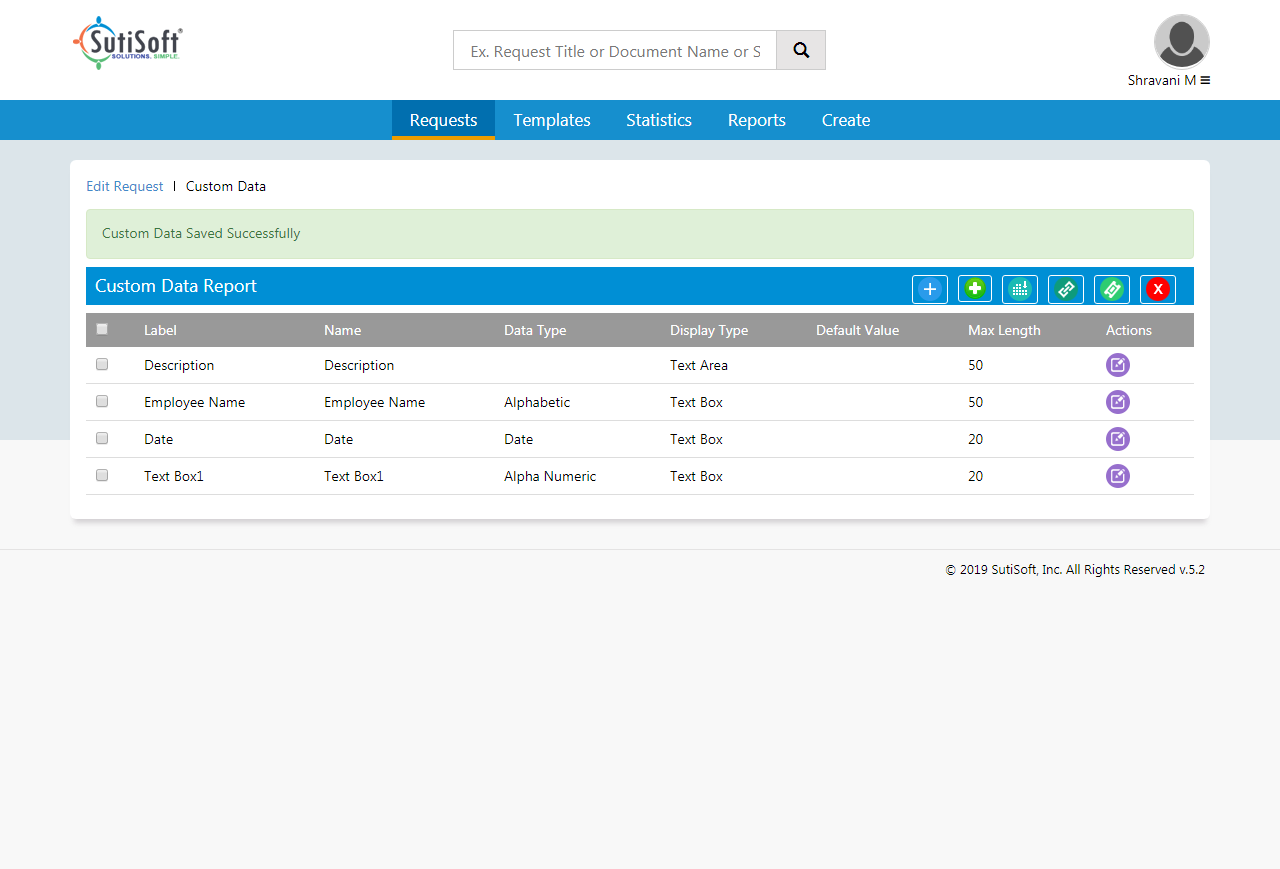 SutiSoft®
SOLUTIONS. SIMPLE.
Ex. Request Title or Document Name or S
Shravani M
Requests Templates Statistics Reports Create
Edit Request | Custom Data
Custom Data Saved Successfully
Custom Data Report X
Label Name Data Type Display Type Default Value Max Length Actions
Description Description Text Area 50
Employee Name Employee Name Alphabetic Text Box 50
Date Date Date Text Box 20
Text Box1 Text Box1 Alpha Numeric Text Box 20
© 2019 SutiSoft, Inc. All Rights Reserved v.5.2